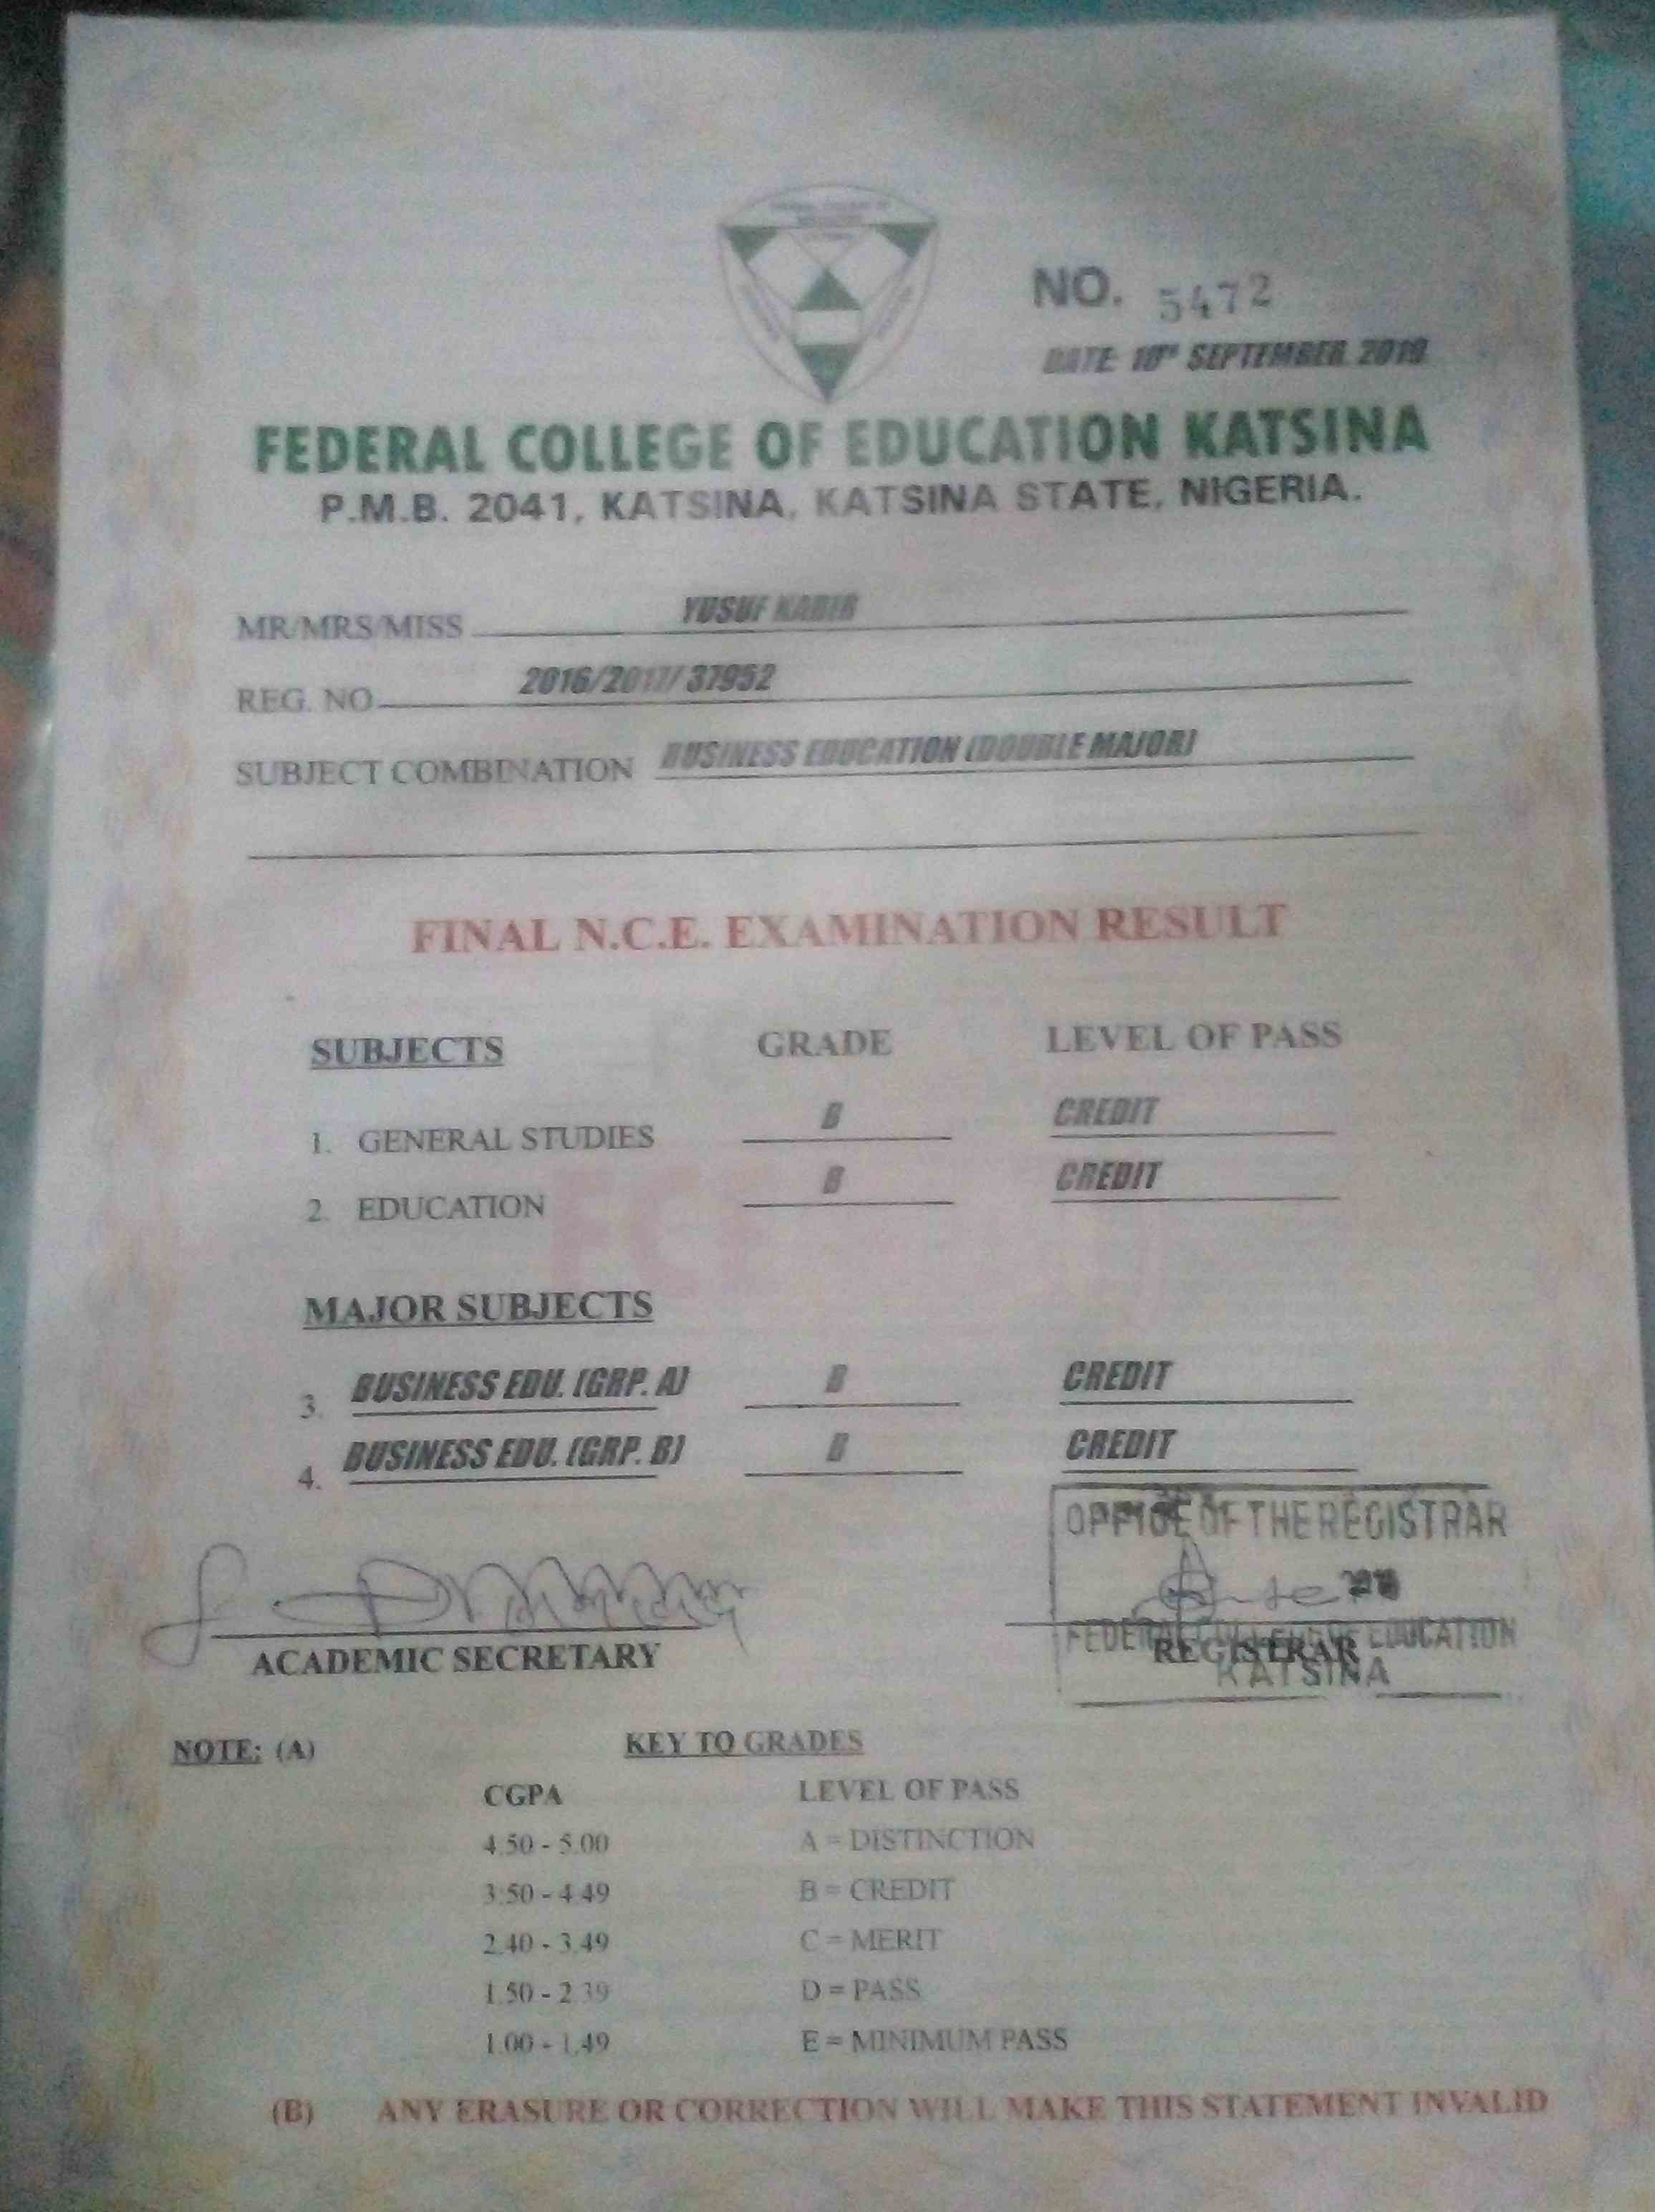 NO. 5472
DATE: 10TH SEPTEMBER, 2019
FEDERAL COLLEGE OF EDUCATION KATSINA
P.M.B. 2041, KATSINA, KATSINA STATE, NIGERIA.
MR/MRS/MISS YUSUF KABIR
REG. NO 2016/2017/37952
SUBJECT COMBINATION BUSINESS EDUCATION (DOUBLE MAJOR)
FINAL N.C.E. EXAMINATION RESULT
SUBJECTS GRADE LEVEL OF PASS
1. GENERAL STUDIES B CREDIT
2. EDUCATION B CREDIT
MAJOR SUBJECTS
3. BUSINESS EDU. (GRP. A) B CREDIT
4. BUSINESS EDU. (GRP. B) B CREDIT
OFFICE OF THE REGISTRAR
FEDERAL COLLEGE OF EDUCATION
KATSINA
ACADEMIC SECRETARY REGISTRAR
NOTE: (A) KEY TO GRADES
CGPA LEVEL OF PASS
4.50 - 5.00 A = DISTINCTION
3.50 - 4.49 B = CREDIT
2.40 - 3.49 C = MERIT
1.50 - 2.39 D = PASS
1.00 - 1.49 E = MINIMUM PASS
(B) ANY ERASURE OR CORRECTION WILL MAKE THIS STATEMENT INVALID